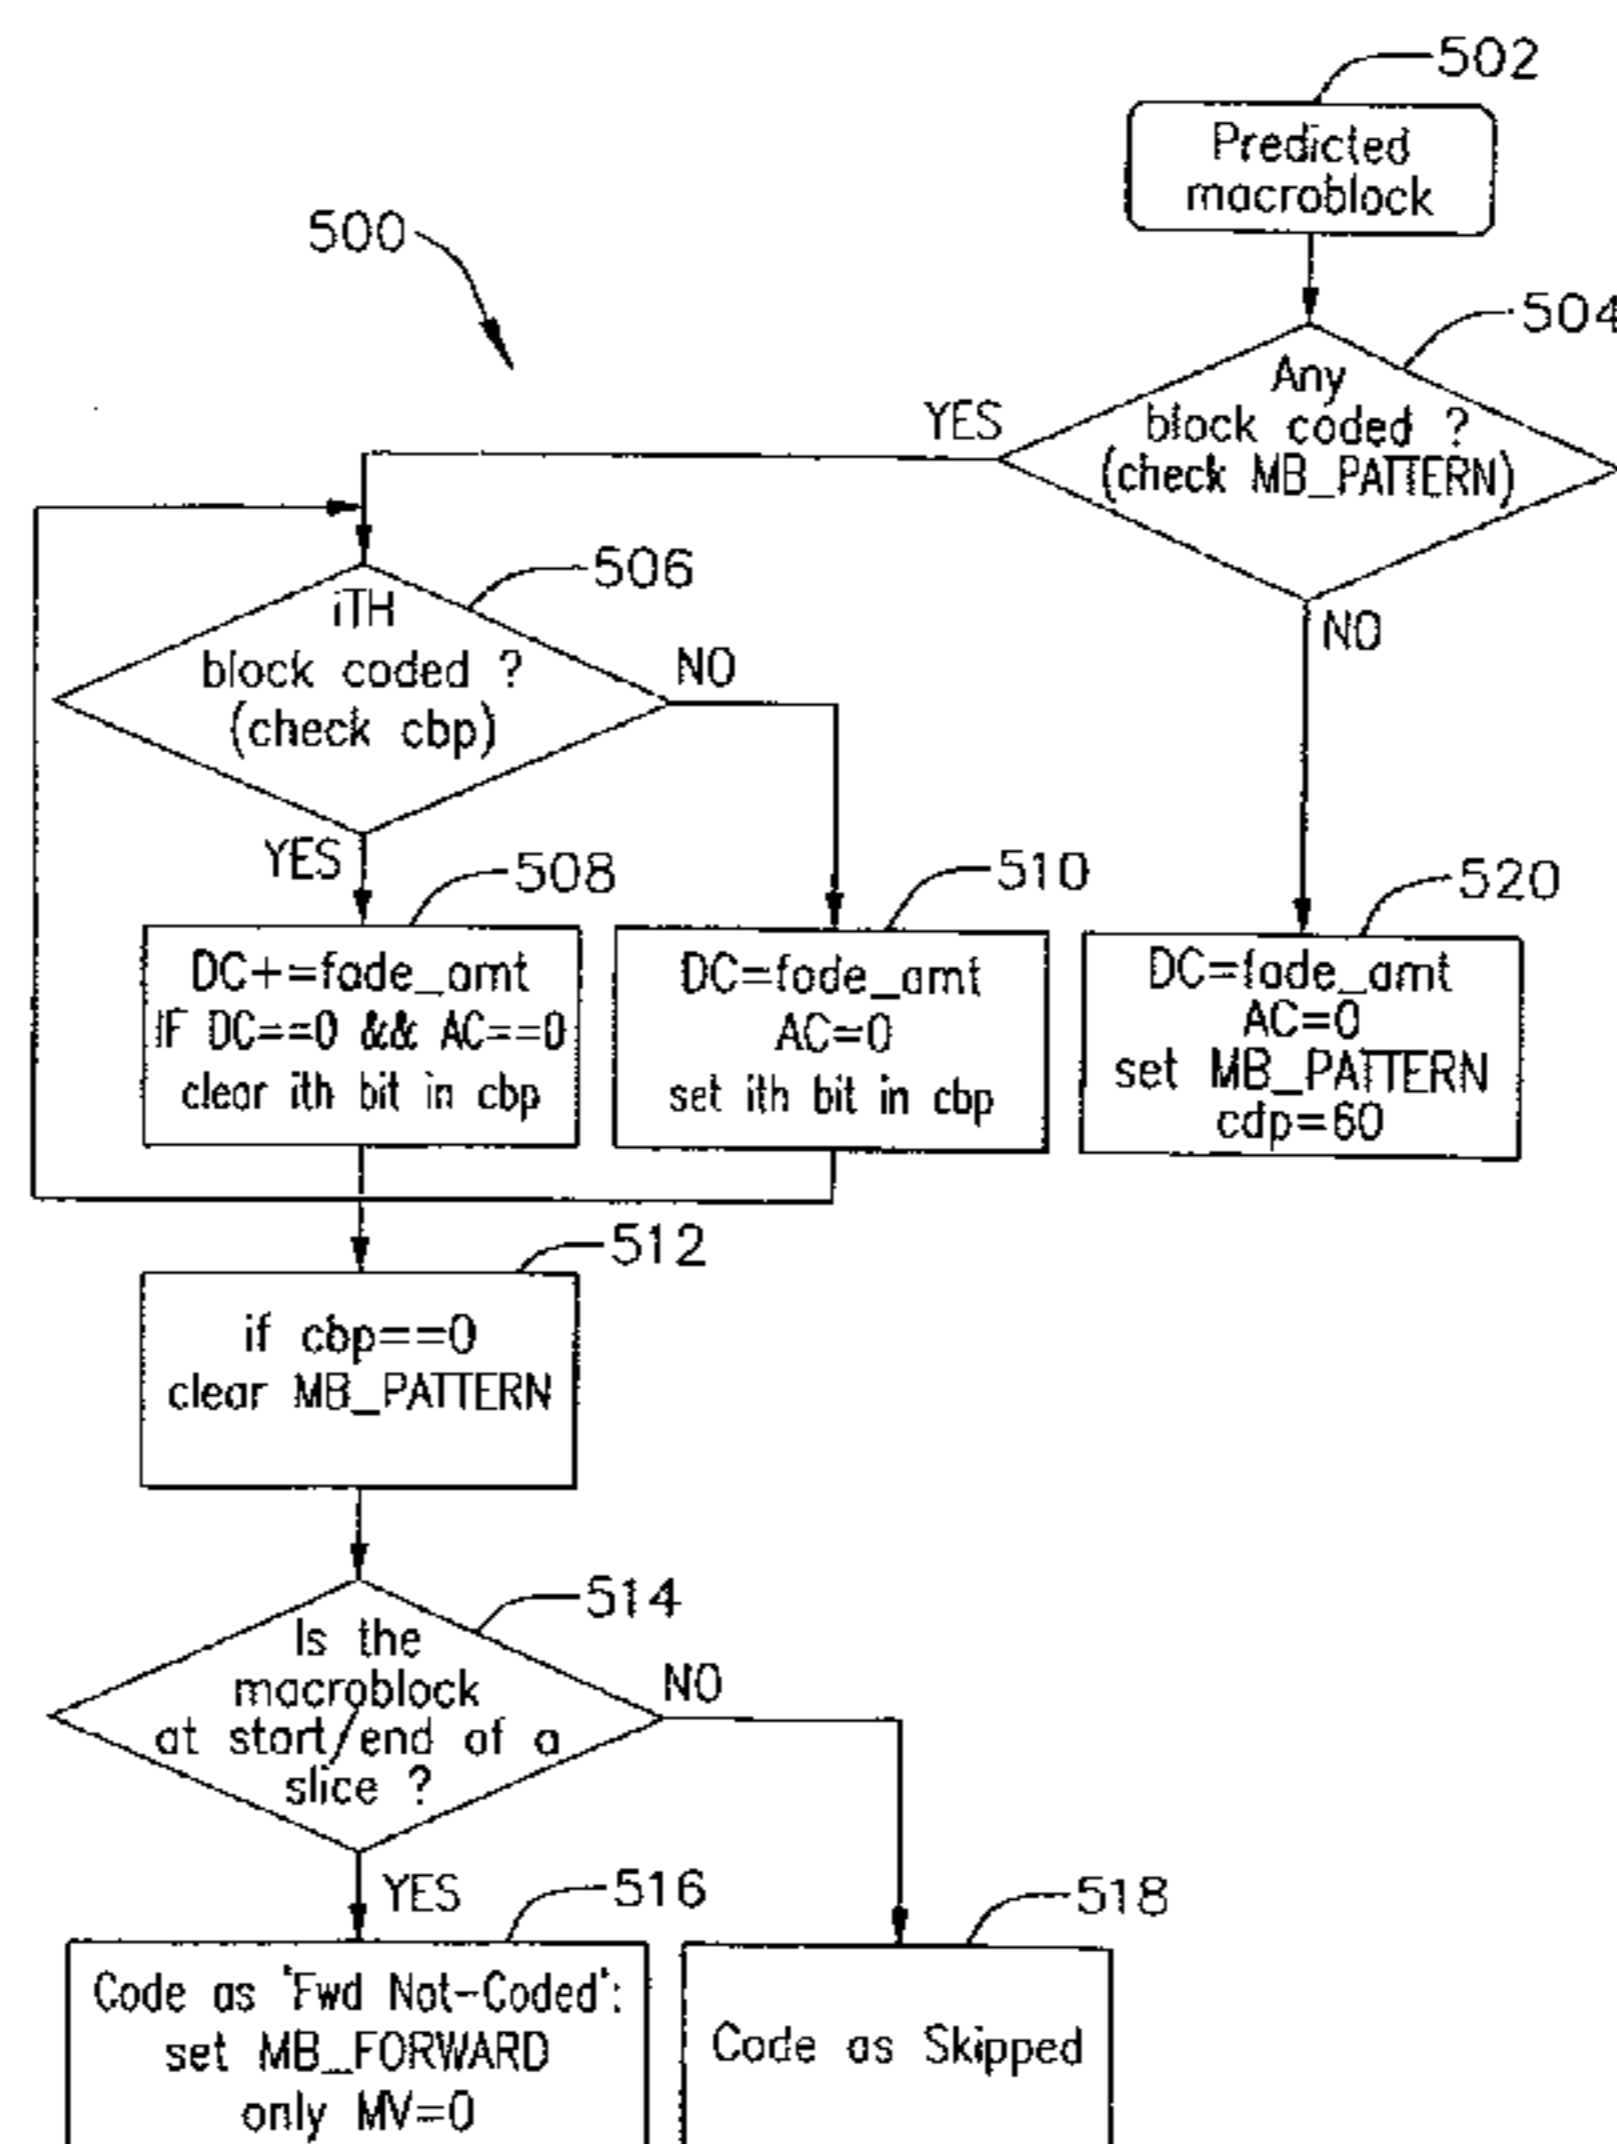 502
Predicted
macroblock
500
504
Any
block coded ?
(check MB_PATTERN)
YES
NO
506
iTH
block coded ?
(check cbp)
NO
YES
508
DC+=fade_amt
IF DC==0 && AC==0
clear ith bit in cbp
510
DC=fade_amt
AC=0
set ith bit in cbp
520
DC=fade_amt
AC=0
set MB_PATTERN
cdp=60
512
if cbp==0
clear MB_PATTERN
514
Is the
macroblock
at start/end of a
slice ?
NO
YES
516
Code as 'Fwd Not-Coded':
set MB_FORWARD
only MV=0
518
Code as Skipped